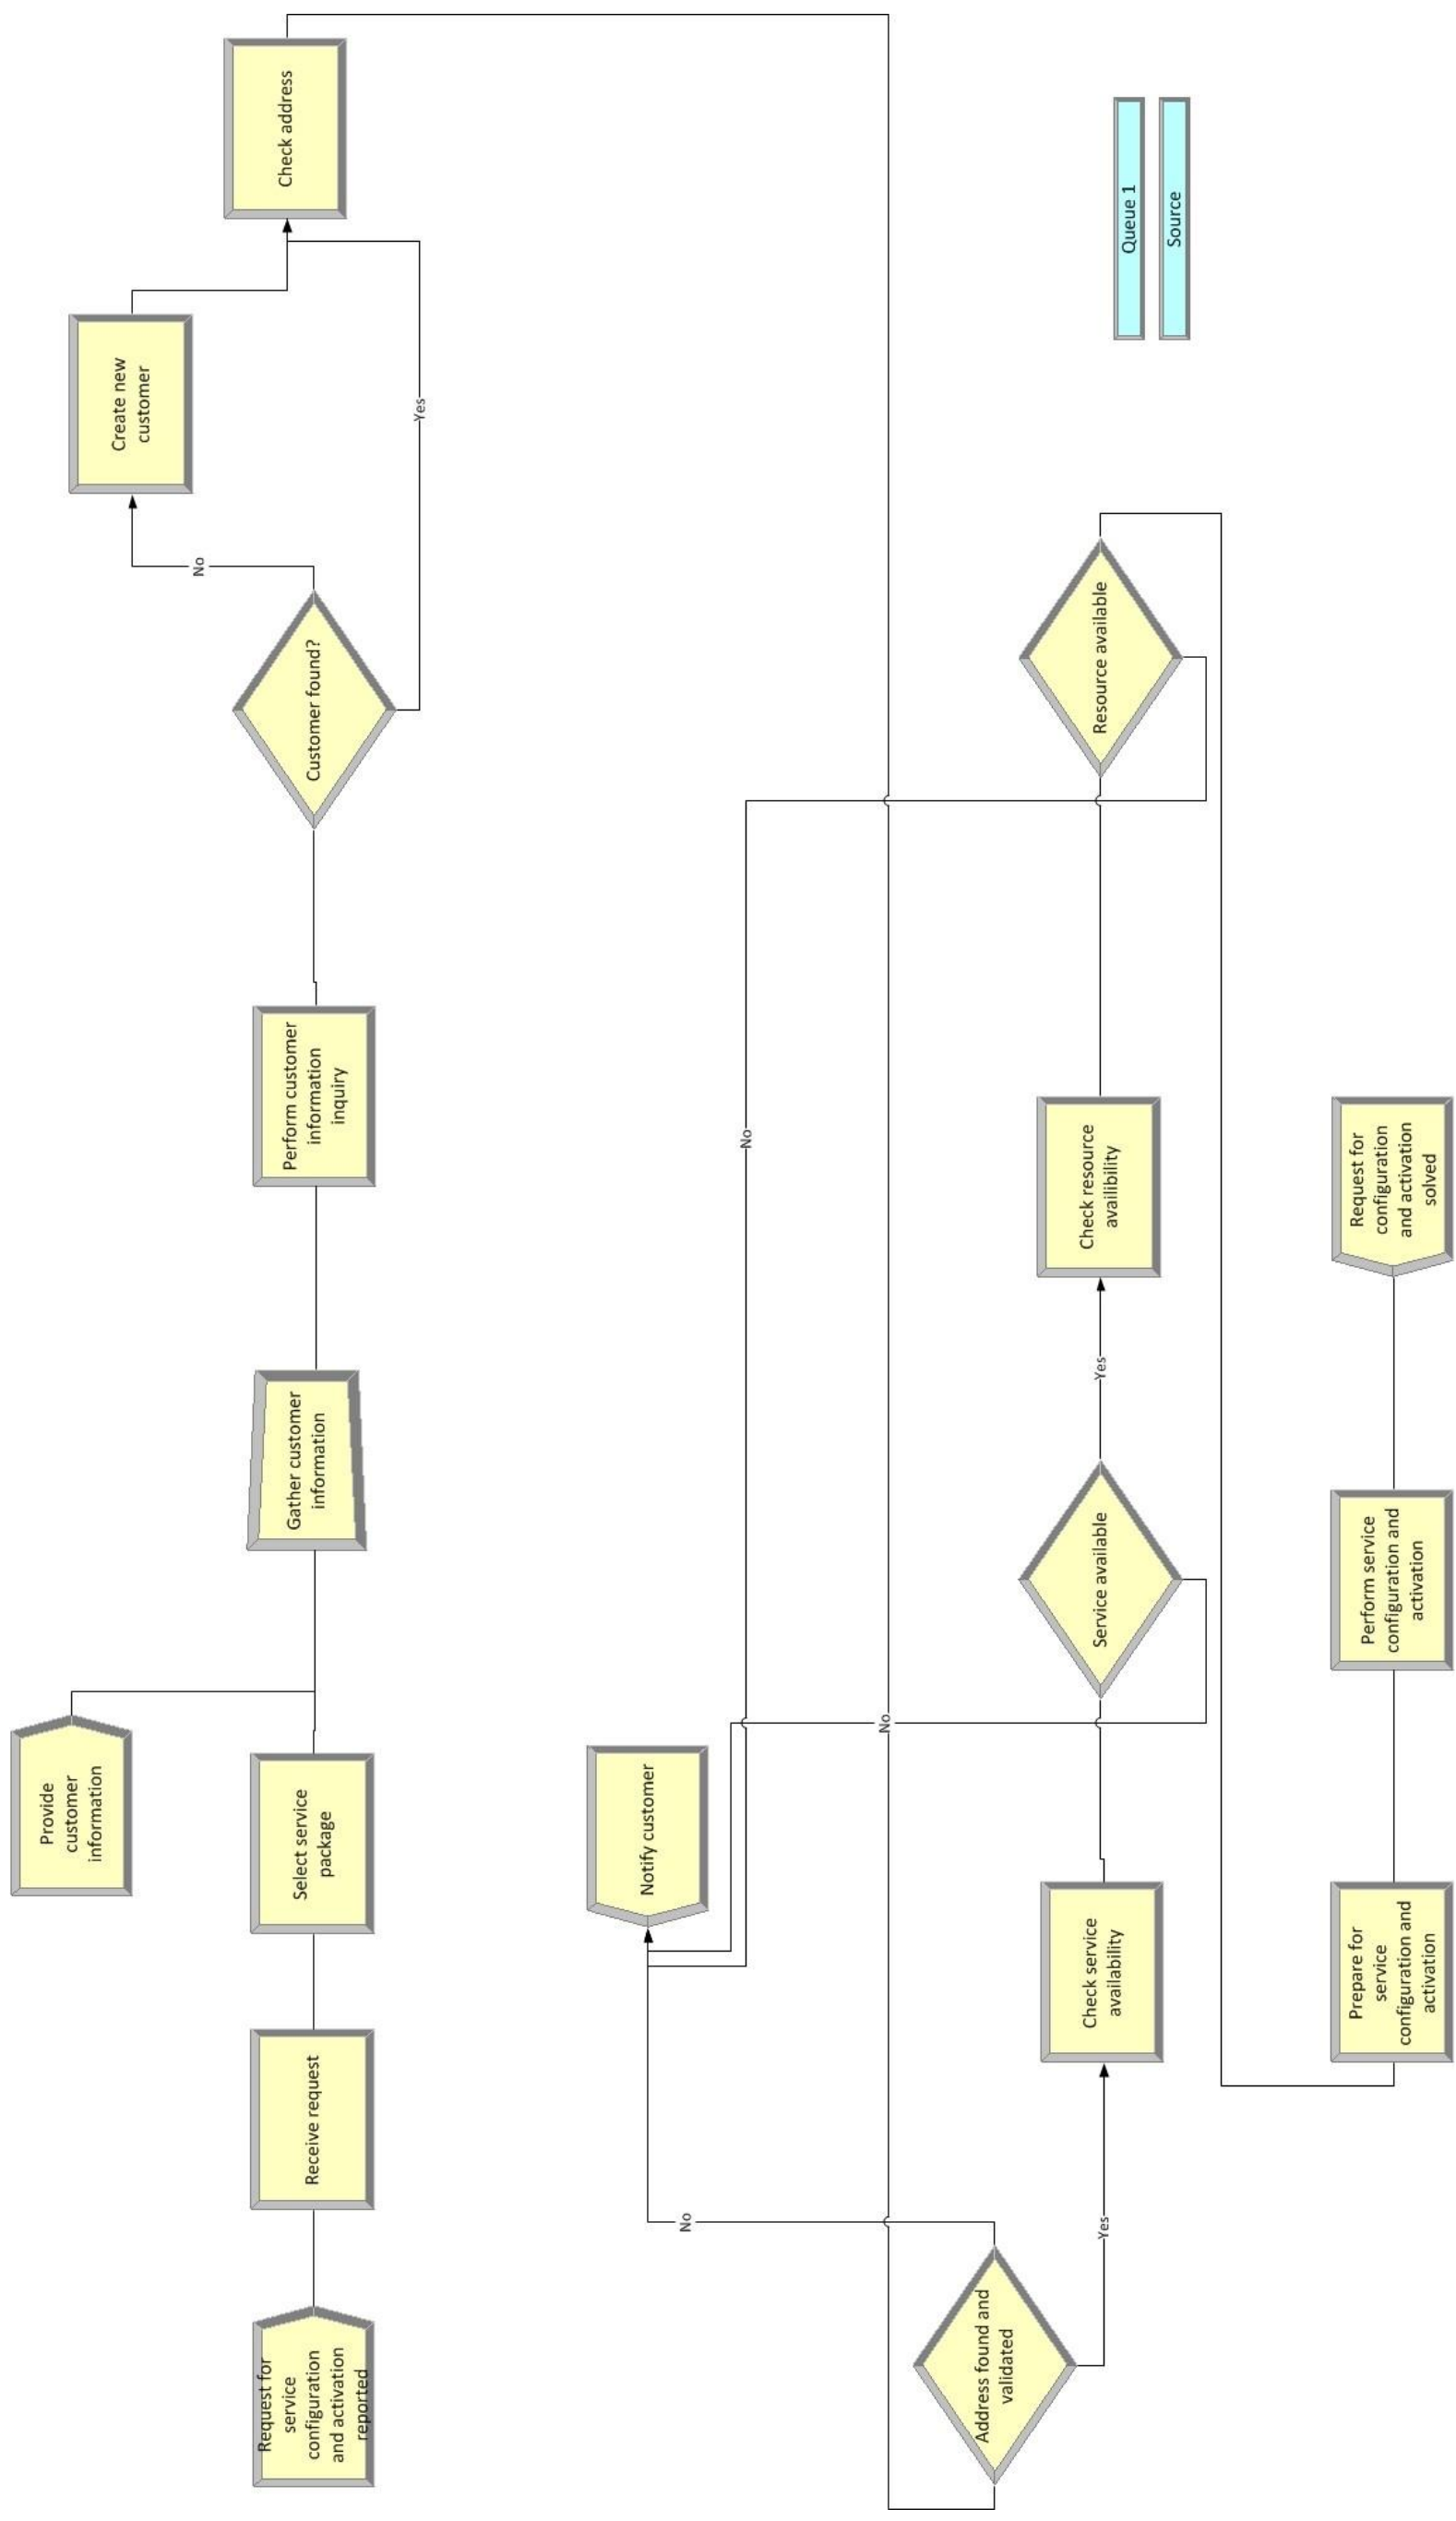 Request for
service
configuration
and activation
reported
Receive request
Select service
package
Provide
customer
information
Gather customer
information
Perform customer
information
inquiry
Customer found?
No
Yes
Create new
customer
Check address
Address found and
validated
No
Yes
Notify customer
Check service
availability
Service available
No
Yes
Check resource
availibility
Resource available
No
Prepare for
service
configuration and
activation
Perform service
configuration and
activation
Request for
configuration
and activation
solved
Queue 1
Source